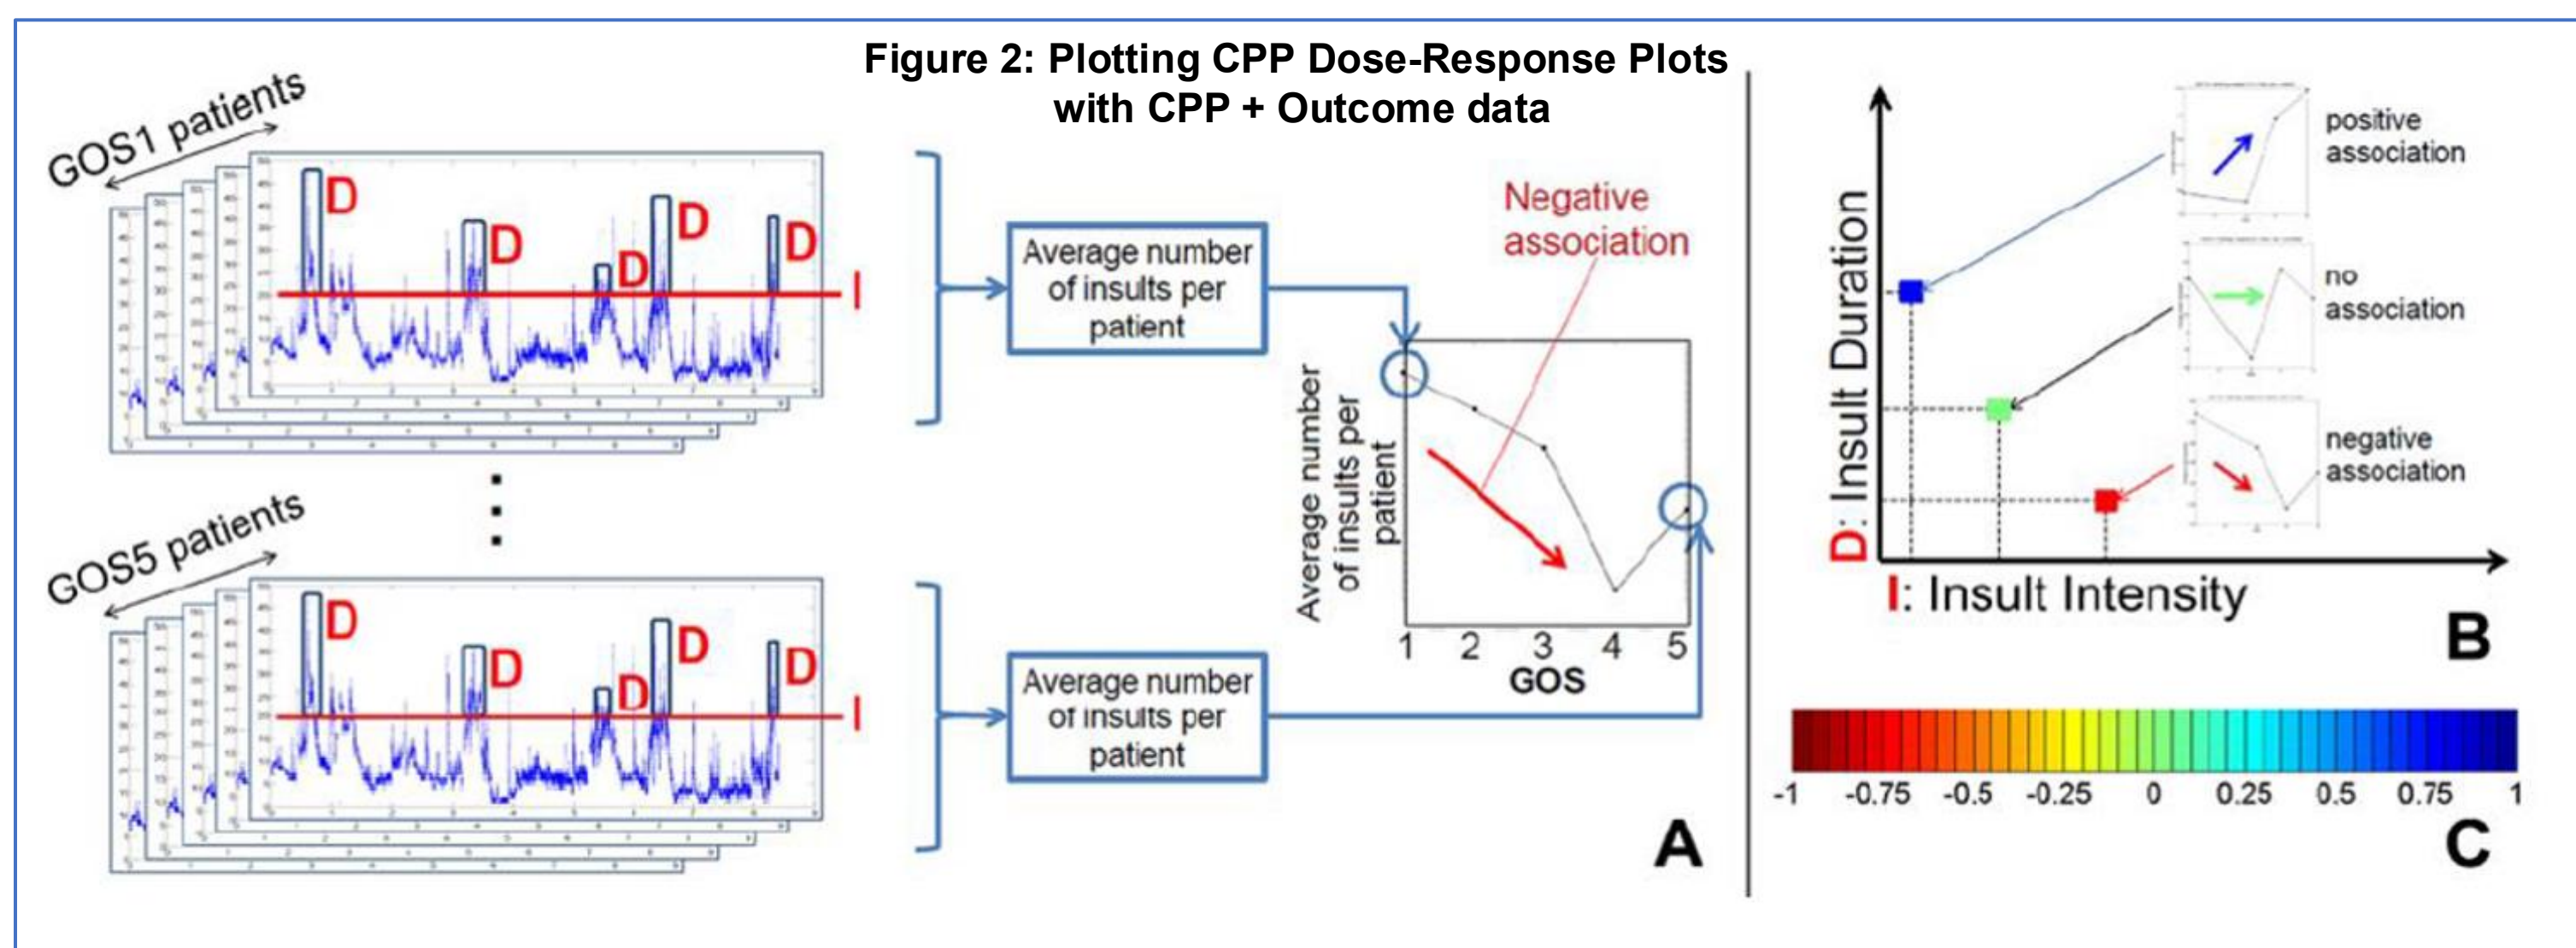 Figure 2: Plotting CPP Dose-Response Plots
with CPP + Outcome data
GOS1 patients
D
D
D
D
D
I
Average number
of insults per
patient
GOS5 patients
D
D
D
D
D
I
Average number
of insults per
patient
Negative
association
Average number
of insults per
patient
1 2 3 4 5
GOS
A
D: Insult Duration
I: Insult Intensity
positive
association
no
association
negative
association
B
-1 -0.75 -0.5 -0.25 0 0.25 0.5 0.75 1
C